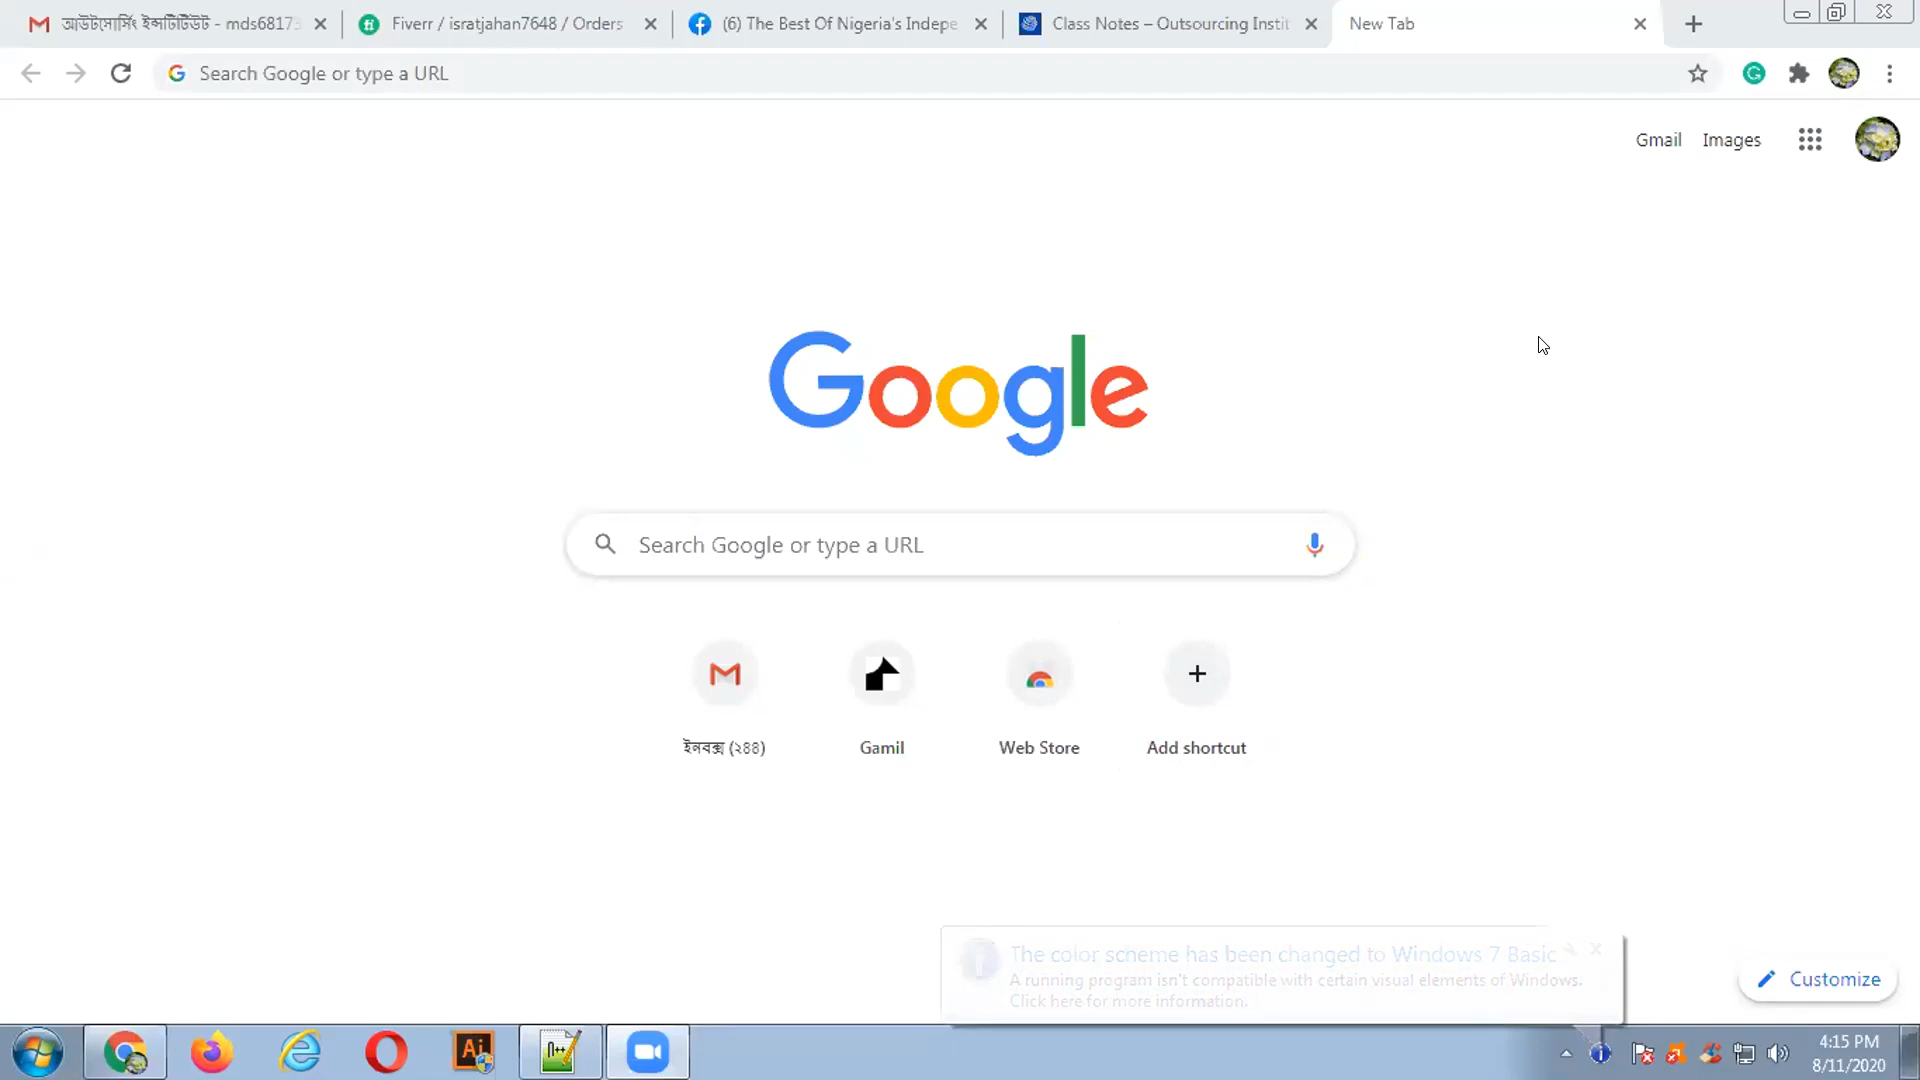 আউটসোর্সিং ইন্সটিটিউট - mds6817
Fiverr / isratjahan7648 / Orders
(6) The Best Of Nigeria's Indepe
Class Notes – Outsourcing Instit
New Tab
Search Google or type a URL
Gmail
Images
Google
Search Google or type a URL
ইনবক্স (২৪৪)
Gamil
Web Store
Add shortcut
The color scheme has been changed to Windows 7 Basic
A running program isn't compatible with certain visual elements of Windows.
Click here for more information.
Customize
4:15 PM
8/11/2020